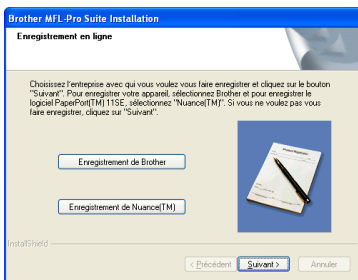 Brother MFL-Pro Suite Installation
Enregistrement en ligne
Choisissez l'entreprise avec qui vous voulez vous faire enregistrer et cliquez sur le bouton
"Suivant". Pour enregistrer votre appareil, sélectionnez Brother et pour enregistrer le
logiciel PaperPort(TM) 11SE, sélectionnez "Nuance(TM)". Si vous ne voulez pas vous
faire enregistrer, cliquez sur "Suivant".
Enregistrement de Brother
Enregistrement de Nuance(TM)
InstallShield
< Précédent
Suivant >
Annuler